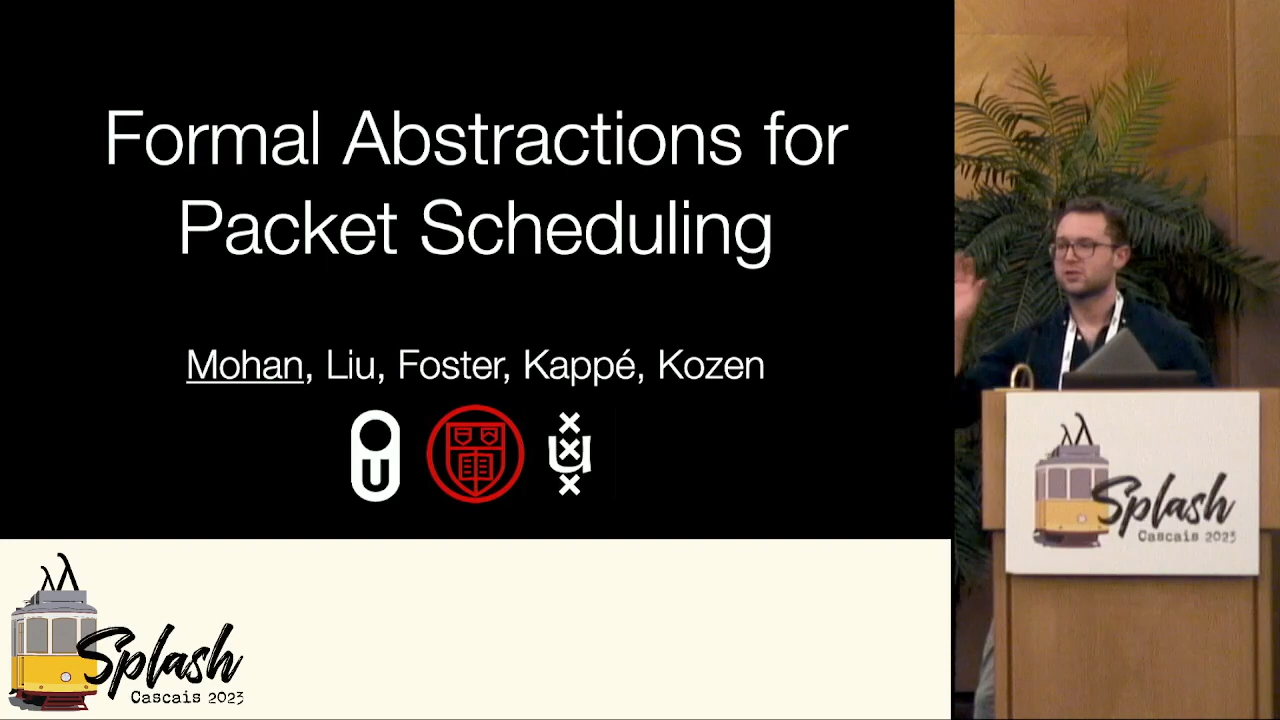 Formal Abstractions for
Packet Scheduling
Mohan, Liu, Foster, Kappé, Kozen
U
u
Splash
Cascais 2023
Splash
Cascais 2023